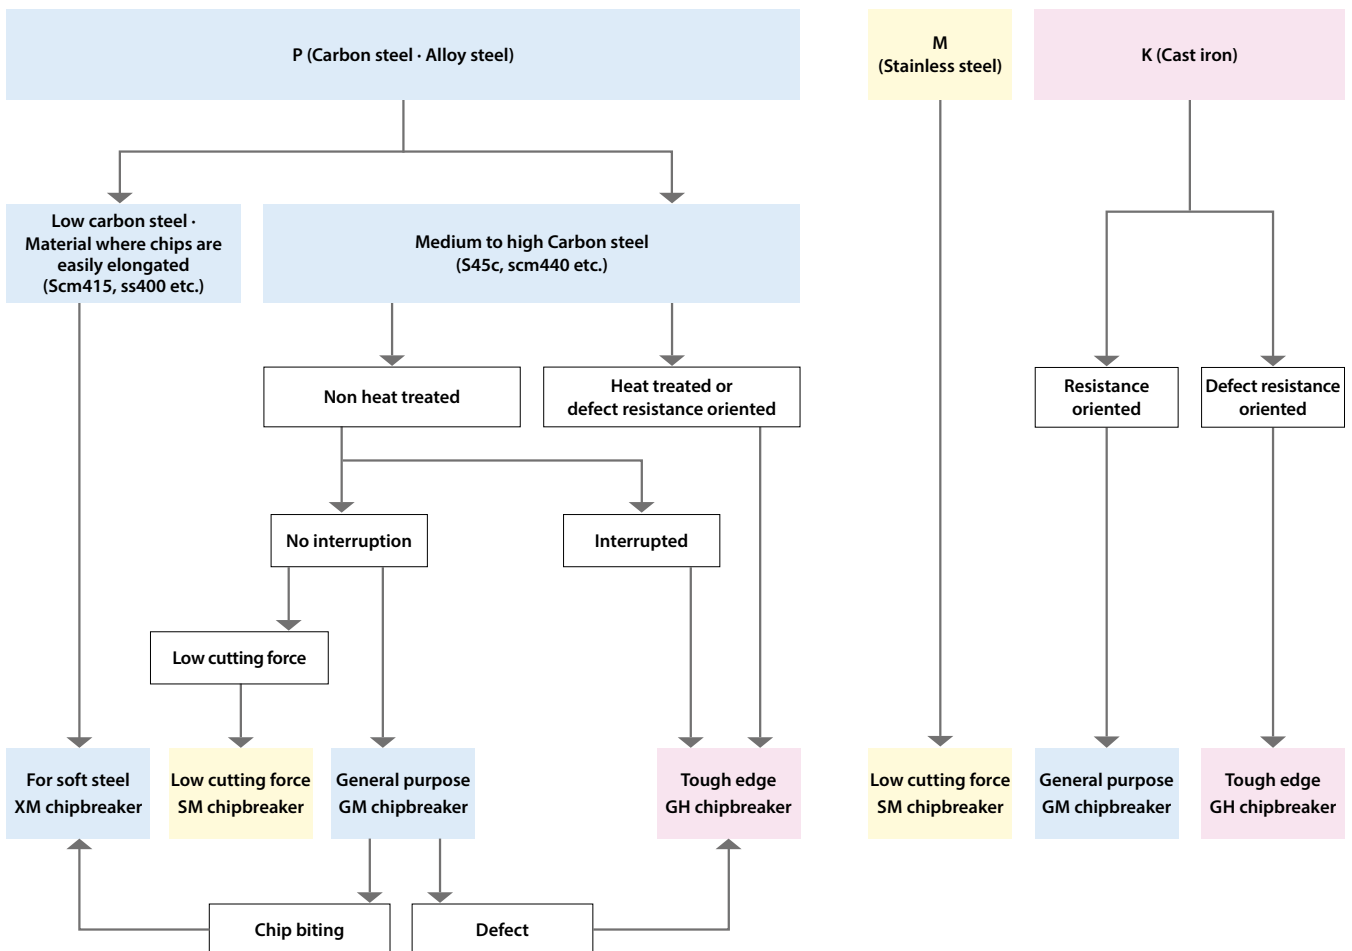 P (Carbon steel · Alloy steel)
M
(Stainless steel)
K (Cast iron)
Low carbon steel ·
Material where chips are
easily elongated
(Scm415, ss400 etc.)
Medium to high Carbon steel
(S45c, scm440 etc.)
Non heat treated
Heat treated or
defect resistance oriented
Resistance
oriented
Defect resistance
oriented
No interruption
Interrupted
Low cutting force
For soft steel
XM chipbreaker
Low cutting force
SM chipbreaker
General purpose
GM chipbreaker
Tough edge
GH chipbreaker
Low cutting force
SM chipbreaker
General purpose
GM chipbreaker
Tough edge
GH chipbreaker
Chip biting
Defect